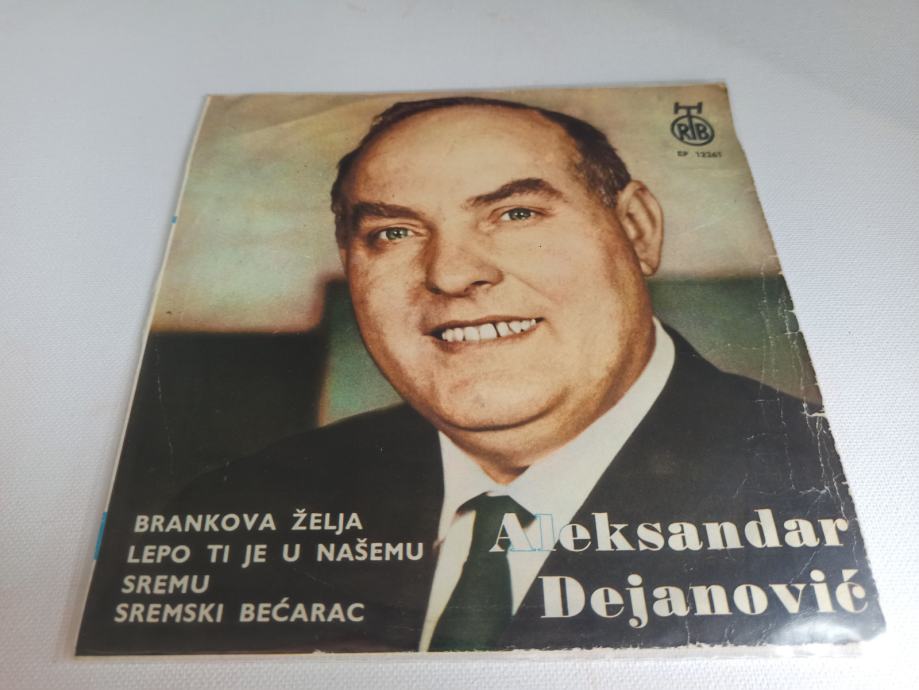 RTB
EP 12261
BRANKOVA ŽELJA
LEPO TI JE U NAŠEMU
SREMU
SREMSKI BEĆARAC
Aleksandar
Dejanović